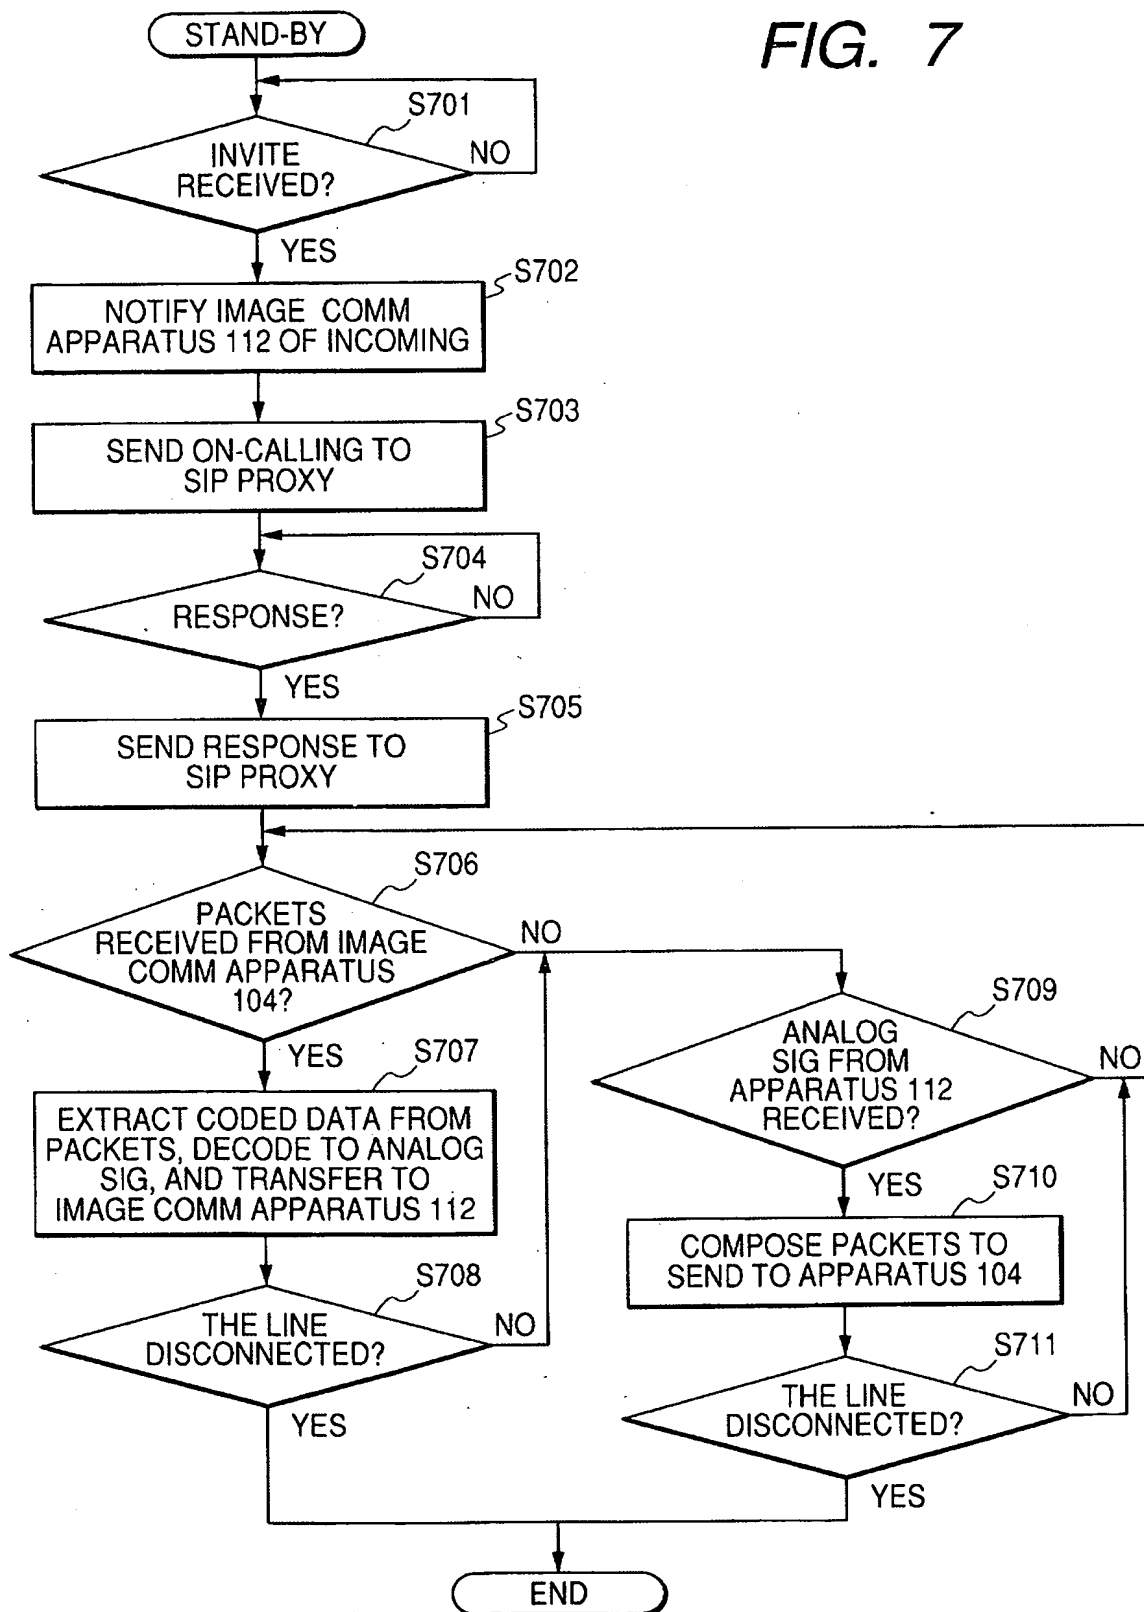 STAND-BY
FIG. 7
S701
INVITE
RECEIVED?
NO
YES
S702
NOTIFY IMAGE COMM
APPARATUS 112 OF INCOMING
S703
SEND ON-CALLING TO
SIP PROXY
S704
RESPONSE?
NO
YES
S705
SEND RESPONSE TO
SIP PROXY
S706
PACKETS
RECEIVED FROM IMAGE
COMM APPARATUS
104?
NO
YES
S707
EXTRACT CODED DATA FROM
PACKETS, DECODE TO ANALOG
SIG, AND TRANSFER TO
IMAGE COMM APPARATUS 112
S708
THE LINE
DISCONNECTED?
NO
YES
S709
ANALOG
SIG FROM
APPARATUS 112
RECEIVED?
NO
YES
S710
COMPOSE PACKETS TO
SEND TO APPARATUS 104
S711
THE LINE
DISCONNECTED?
NO
YES
END